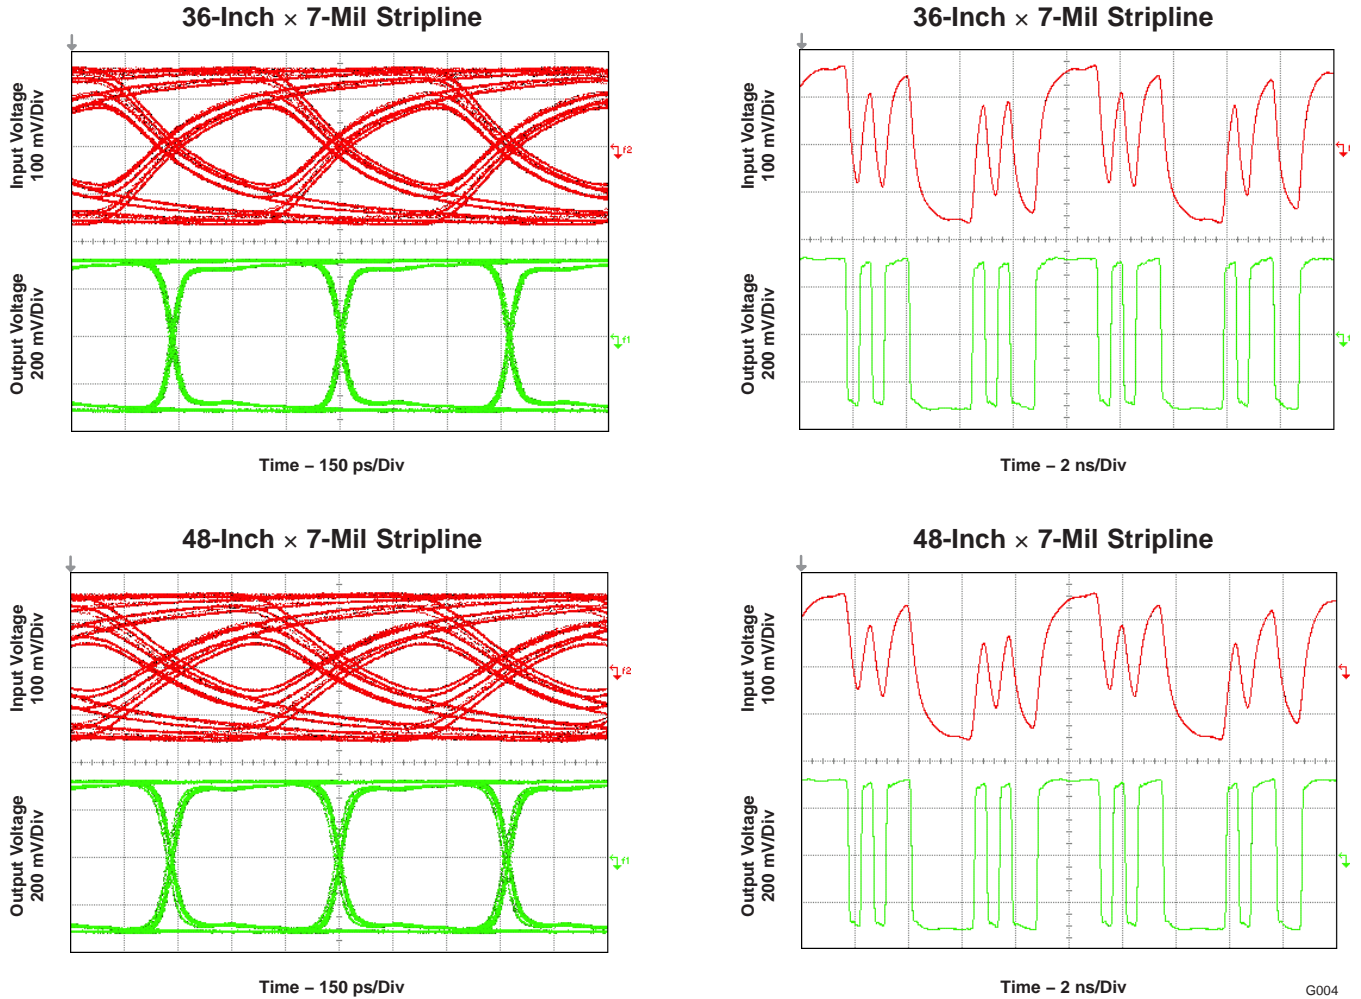 36-Inch × 7-Mil Stripline
36-Inch × 7-Mil Stripline
Input Voltage
100 mV/Div
Output Voltage
200 mV/Div
f2
f1
Time – 150 ps/Div
Input Voltage
100 mV/Div
Output Voltage
200 mV/Div
f
f
Time – 2 ns/Div
48-Inch × 7-Mil Stripline
48-Inch × 7-Mil Stripline
Input Voltage
100 mV/Div
Output Voltage
200 mV/Div
f2
f1
Time – 150 ps/Div
Input Voltage
100 mV/Div
Output Voltage
200 mV/Div
Time – 2 ns/Div
G004